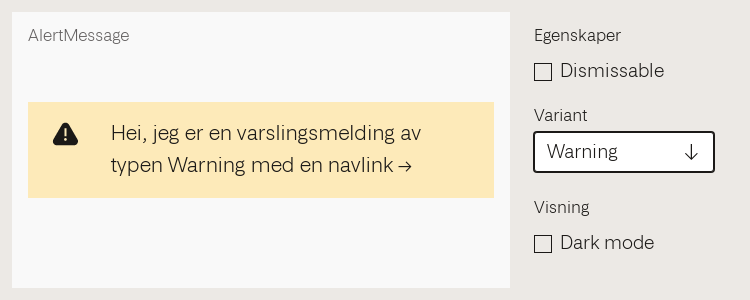 AlertMessage
Hei, jeg er en varslingsmelding av
typen Warning med en navlink →
Egenskaper
Dismissable
Variant
Warning
Visning
Dark mode